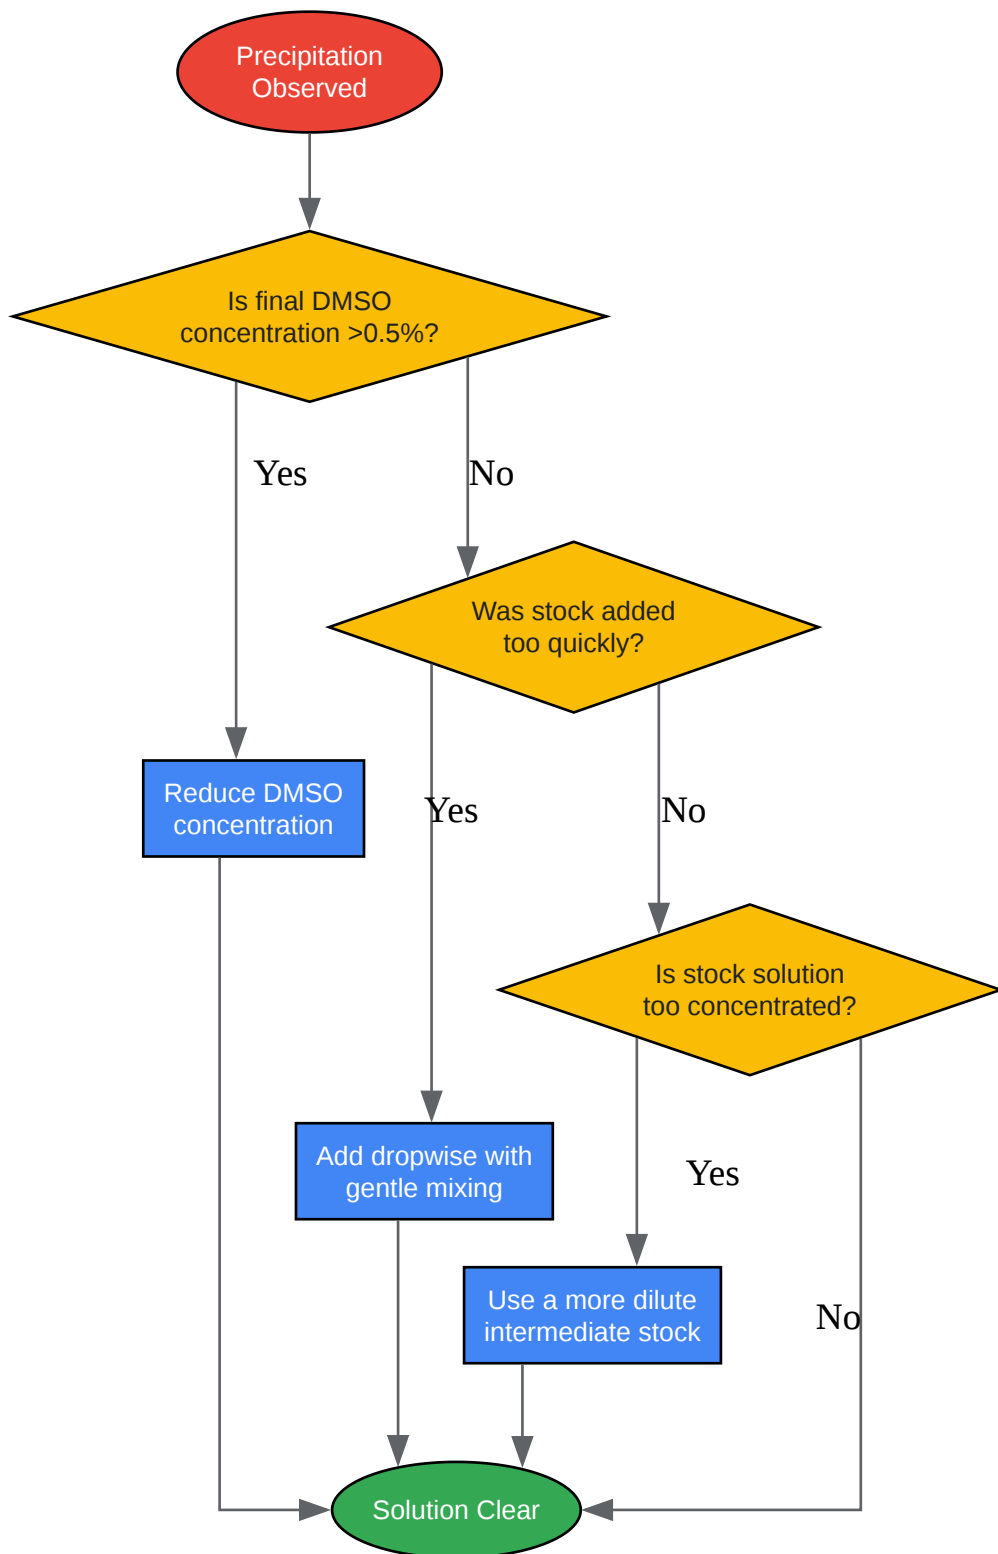 Precipitation
Observed
Is final DMSO
concentration >0.5%?
Yes
No
Was stock added
too quickly?
Reduce DMSO
concentration
Yes
No
Is stock solution
too concentrated?
Add dropwise with
gentle mixing
Yes
Use a more dilute
intermediate stock
No
Solution Clear